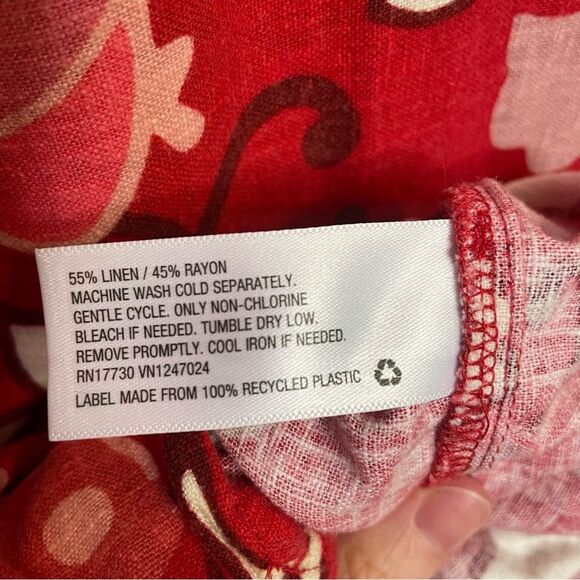 55% LINEN / 45% RAYON
MACHINE WASH COLD SEPARATELY.
GENTLE CYCLE. ONLY NON-CHLORINE
BLEACH IF NEEDED. TUMBLE DRY LOW.
REMOVE PROMPTLY. COOL IRON IF NEEDED.
RN17730 VN1247024
LABEL MADE FROM 100% RECYCLED PLASTIC